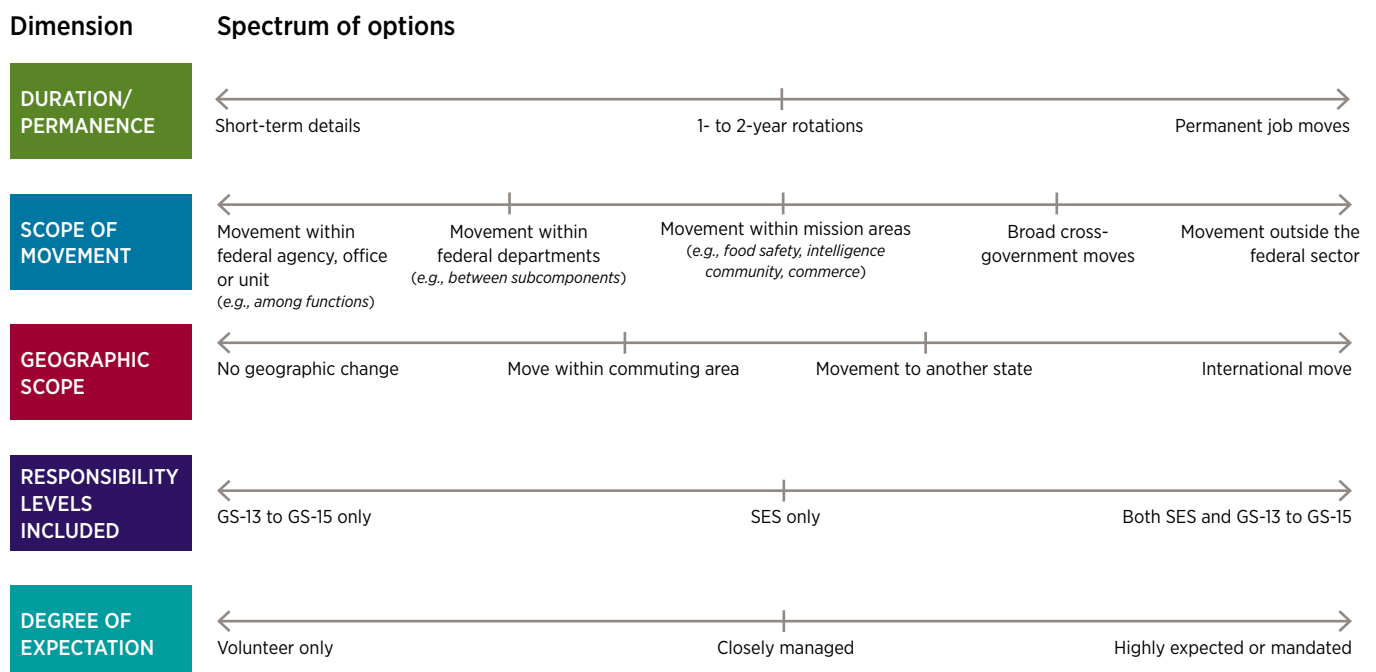 Dimension
Spectrum of options
DURATION/
PERMANENCE
Short-term details
1- to 2-year rotations
Permanent job moves
SCOPE OF
MOVEMENT
Movement within
federal agency, office
or unit
(e.g., among functions)
Movement within
federal departments
(e.g., between subcomponents)
Movement within mission areas
(e.g., food safety, intelligence
community, commerce)
Broad cross-
government moves
Movement outside the
federal sector
GEOGRAPHIC
SCOPE
No geographic change
Move within commuting area
Movement to another state
International move
RESPONSIBILITY
LEVELS
INCLUDED
GS-13 to GS-15 only
SES only
Both SES and GS-13 to GS-15
DEGREE OF
EXPECTATION
Volunteer only
Closely managed
Highly expected or mandated